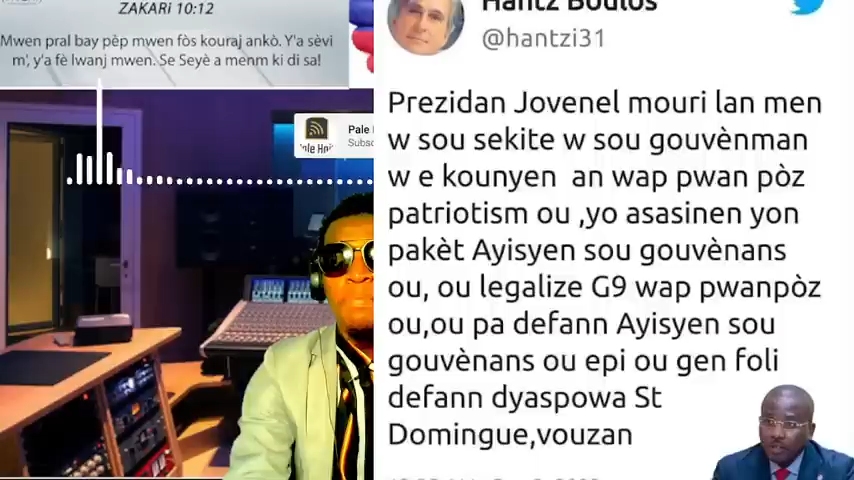 ZAKARi 10:12
Mwen pral bay pèp mwen fòs kouraj ankò. Y'a sèvi
m', y'a fè lwanj mwen. Se Seyè a menm ki di sa!
Pale
Hantz Boulos
@hantzi31
Prezidan Jovenel mouri lan men
w sou sekite w sou gouvènman
w e kounyen an wap pwan pòz
patriotism ou ,yo asasinen yon
pakèt Ayisyen sou gouvènans
ou, ou legalize G9 wap pwanpòz
ou,ou pa defann Ayisyen sou
gouvènans ou epi ou gen foli
defann dyaspowa St
Domingue,vouzan